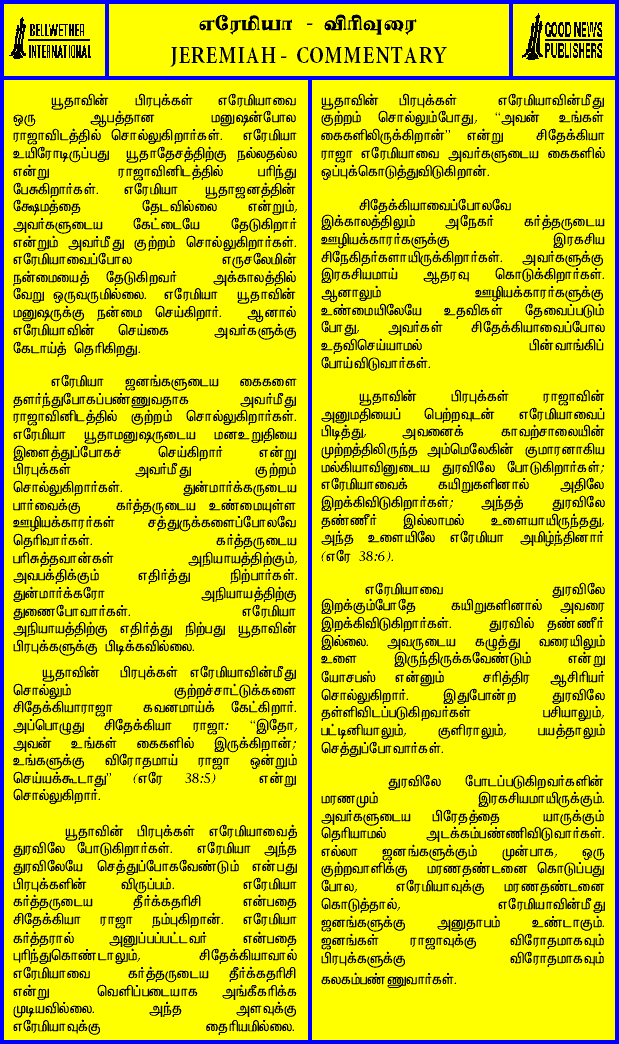 BELLWETHER
INTERNATIONAL
எரேமியா - விரிவுரை
JEREMIAH - COMMENTARY
GOOD NEWS
PUBLISHERS
யூதாவின் பிரபுக்கள் எரேமியாவை
ஒரு ஆபத்தான மனுஷன்போல
ராஜாவிடத்தில் சொல்லுகிறார்கள். எரேமியா
உயிரோடிருப்பது யூதாதேசத்திற்கு நல்லதல்ல
என்று ராஜாவினிடத்தில் பரிந்து
பேசுகிறார்கள். எரேமியா யூதாஜனத்தின்
க்ஷேமத்தை தேடவில்லை என்றும்,
அவர்களுடைய கேட்டையே தேடுகிறார்
என்றும் அவர்மீது குற்றம் சொல்லுகிறார்கள்.
எரேமியாவைப்போல எருசலேமின்
நன்மையைத் தேடுகிறவர் அக்காலத்தில்
வேறு ஒருவருமில்லை. எரேமியா யூதாவின்
மனுஷருக்கு நன்மை செய்கிறார். ஆனால்
எரேமியாவின் செய்கை அவர்களுக்கு
கேடாய்த் தெரிகிறது.
எரேமியா ஜனங்களுடைய கைகளை
தளர்ந்துபோகப்பண்ணுவதாக அவர்மீது
ராஜாவினிடத்தில் குற்றம் சொல்லுகிறார்கள்.
எரேமியா யூதாமனுஷருடைய மனஉறுதியை
இளைத்துப்போகச் செய்கிறார் என்று
பிரபுக்கள் அவர்மீது குற்றம்
சொல்லுகிறார்கள். துன்மார்க்கருடைய
பார்வைக்கு கர்த்தருடைய உண்மையுள்ள
ஊழியக்காரர்கள் சத்துருக்களைப்போலவே
தெரிவார்கள். கர்த்தருடைய
பரிசுத்தவான்கள் அநியாயத்திற்கும்,
அவபக்திக்கும் எதிர்த்து நிற்பார்கள்.
துன்மார்க்கரோ அநியாயத்திற்கு
துணைபோவார்கள். எரேமியா
அநியாயத்திற்கு எதிர்த்து நிற்பது யூதாவின்
பிரபுக்களுக்கு பிடிக்கவில்லை.
யூதாவின் பிரபுக்கள் எரேமியாவின்மீது
சொல்லும் குற்றச்சாட்டுக்களை
சிதேக்கியாராஜா கவனமாய்க் கேட்கிறார்.
அப்பொழுது சிதேக்கியா ராஜா: "இதோ,
அவன் உங்கள் கைகளில் இருக்கிறான்;
உங்களுக்கு விரோதமாய் ராஜா ஒன்றும்
செய்யக்கூடாது" (எரே 38:5) என்று
சொல்லுகிறார்.
யூதாவின் பிரபுக்கள் எரேமியாவைத்
துரவிலே போடுகிறார்கள். எரேமியா அந்த
துரவிலேயே செத்துப்போகவேண்டும் என்பது
பிரபுக்களின் விருப்பம். எரேமியா
கர்த்தருடைய தீர்க்கதரிசி என்பதை
சிதேக்கியா ராஜா நம்புகிறான். எரேமியா
கர்த்தரால் அனுப்பப்பட்டவர் என்பதை
புரிந்துகொண்டாலும், சிதேக்கியாவால்
எரேமியாவை கர்த்தருடைய தீர்க்கதரிசி
என்று வெளிப்படையாக அங்கீகரிக்க
முடியவில்லை. அந்த அளவுக்கு
எரேமியாவுக்கு தைரியமில்லை.
யூதாவின் பிரபுக்கள் எரேமியாவின்மீது
குற்றம் சொல்லும்போது, "அவன் உங்கள்
கைகளிலிருக்கிறான்" என்று சிதேக்கியா
ராஜா எரேமியாவை அவர்களுடைய கைகளில்
ஒப்புக்கொடுத்துவிடுகிறான்.
சிதேக்கியாவைப்போலவே
இக்காலத்திலும் அநேகர் கர்த்தருடைய
ஊழியக்காரர்களுக்கு இரகசிய
சிநேகிதர்களாயிருக்கிறார்கள். அவர்களுக்கு
இரகசியமாய் ஆதரவு கொடுக்கிறார்கள்.
ஆனாலும் ஊழியக்காரர்களுக்கு
உண்மையிலேயே உதவிகள் தேவைப்படும்
போது, அவர்கள் சிதேக்கியாவைப்போல
உதவிசெய்யாமல் பின்வாங்கிப்
போய்விடுவார்கள்.
யூதாவின் பிரபுக்கள் ராஜாவின்
அனுமதியைப் பெற்றவுடன் எரேமியாவைப்
பிடித்து, அவனைக் காவற்சாலையின்
முற்றத்திலிருந்த அம்மெலேகின் குமாரனாகிய
மல்கியாவினுடைய துரவிலே போடுகிறார்கள்;
எரேமியாவைக் கயிறுகளினால் அதிலே
இறக்கிவிடுகிறார்கள்; அந்தத் துரவிலே
தண்ணீர் இல்லாமல் உளையாயிருந்தது,
அந்த உளையிலே எரேமியா அமிழ்ந்தினார்
(எரே 38:6).
எரேமியாவை துரவிலே
இறக்கும்போதே கயிறுகளினால் அவரை
இறக்கிவிடுகிறார்கள். துரவில் தண்ணீர்
இல்லை. அவருடைய கழுத்து வரையிலும்
உளை இருந்திருக்கவேண்டும் என்று
யோசபஸ் என்னும் சரித்திர ஆசிரியர்
சொல்லுகிறார். இதுபோன்ற துரவிலே
தள்ளிவிடப்படுகிறவர்கள் பசியாலும்,
பட்டினியாலும், குளிராலும், பயத்தாலும்
செத்துப்போவார்கள்.
துரவிலே போடப்படுகிறவர்களின்
மரணமும் இரகசியமாயிருக்கும்.
அவர்களுடைய பிரேதத்தை யாருக்கும்
தெரியாமல் அடக்கம்பண்ணிவிடுவார்கள்.
எல்லா ஜனங்களுக்கும் முன்பாக, ஒரு
குற்றவாளிக்கு மரணதண்டனை கொடுப்பது
போல, எரேமியாவுக்கு மரணதண்டனை
கொடுத்தால், எரேமியாவின்மீது
ஜனங்களுக்கு அனுதாபம் உண்டாகும்.
ஜனங்கள் ராஜாவுக்கு விரோதமாகவும்
பிரபுக்களுக்கு விரோதமாகவும்
கலகம்பண்ணுவார்கள்.